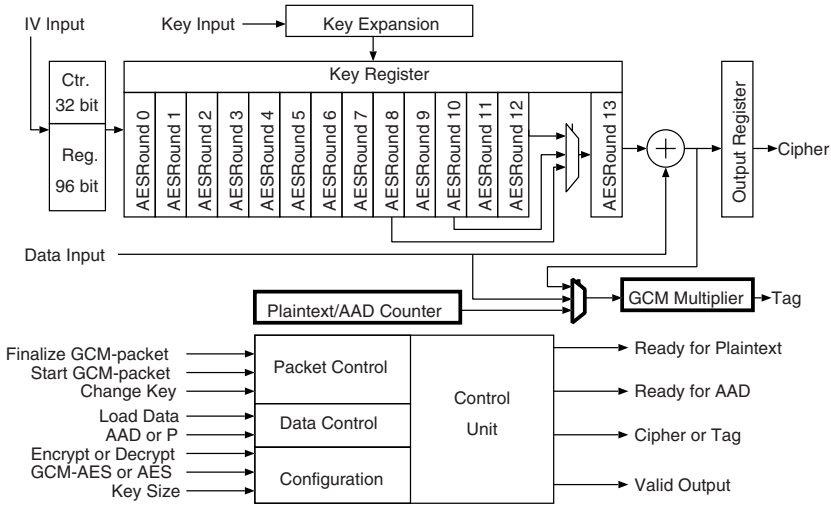 IV Input
Key Input
Key Expansion
Key Register
Ctr.
32 bit
Reg.
96 bit
AESRound 0
AESRound 1
AESRound 2
AESRound 3
AESRound 4
AESRound 5
AESRound 6
AESRound 7
AESRound 8
AESRound 9
AESRound 10
AESRound 11
AESRound 12
AESRound 13
Output Register
Cipher
Data Input
Plaintext/AAD Counter
GCM Multiplier
Tag
Finalize GCM-packet
Start GCM-packet
Change Key
Load Data
AAD or P
Encrypt or Decrypt
GCM-AES or AES
Key Size
Packet Control
Data Control
Configuration
Control
Unit
Ready for Plaintext
Ready for AAD
Cipher or Tag
Valid Output